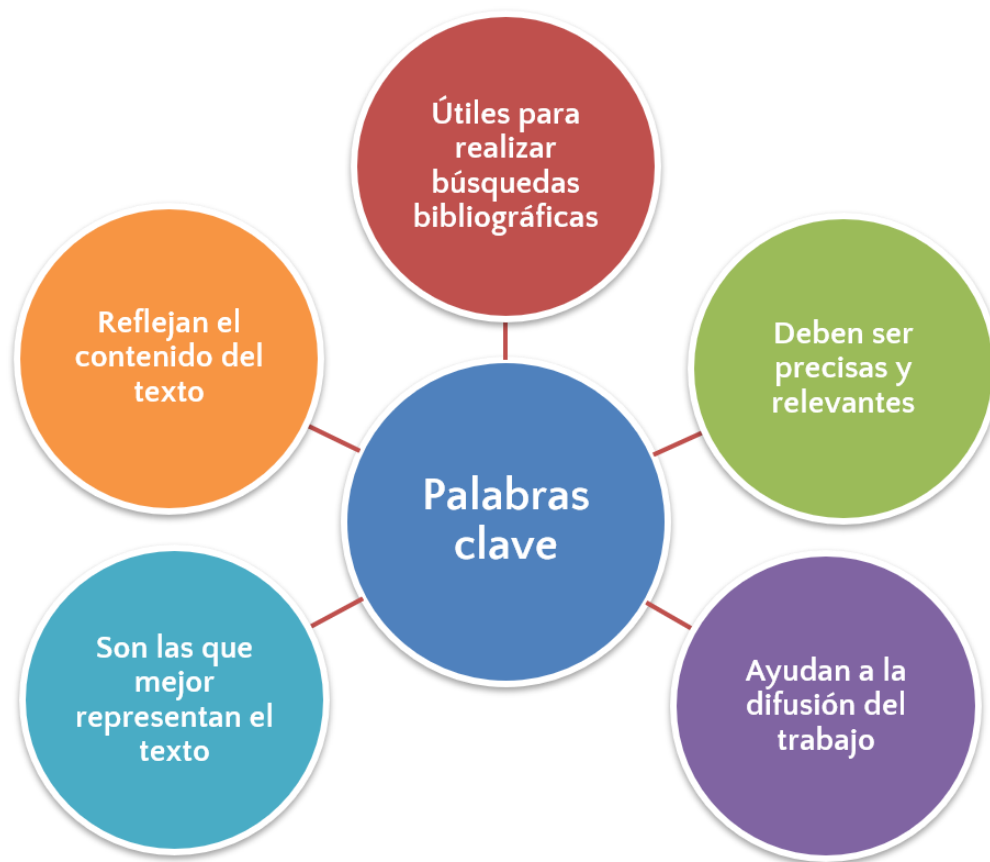 Útiles para
realizar
búsquedas
bibliográficas
Reflejan el
contenido del
texto
Deben ser
precisas y
relevantes
Palabras
clave
Son las que
mejor
representan el
texto
Ayudan a la
difusión del
trabajo